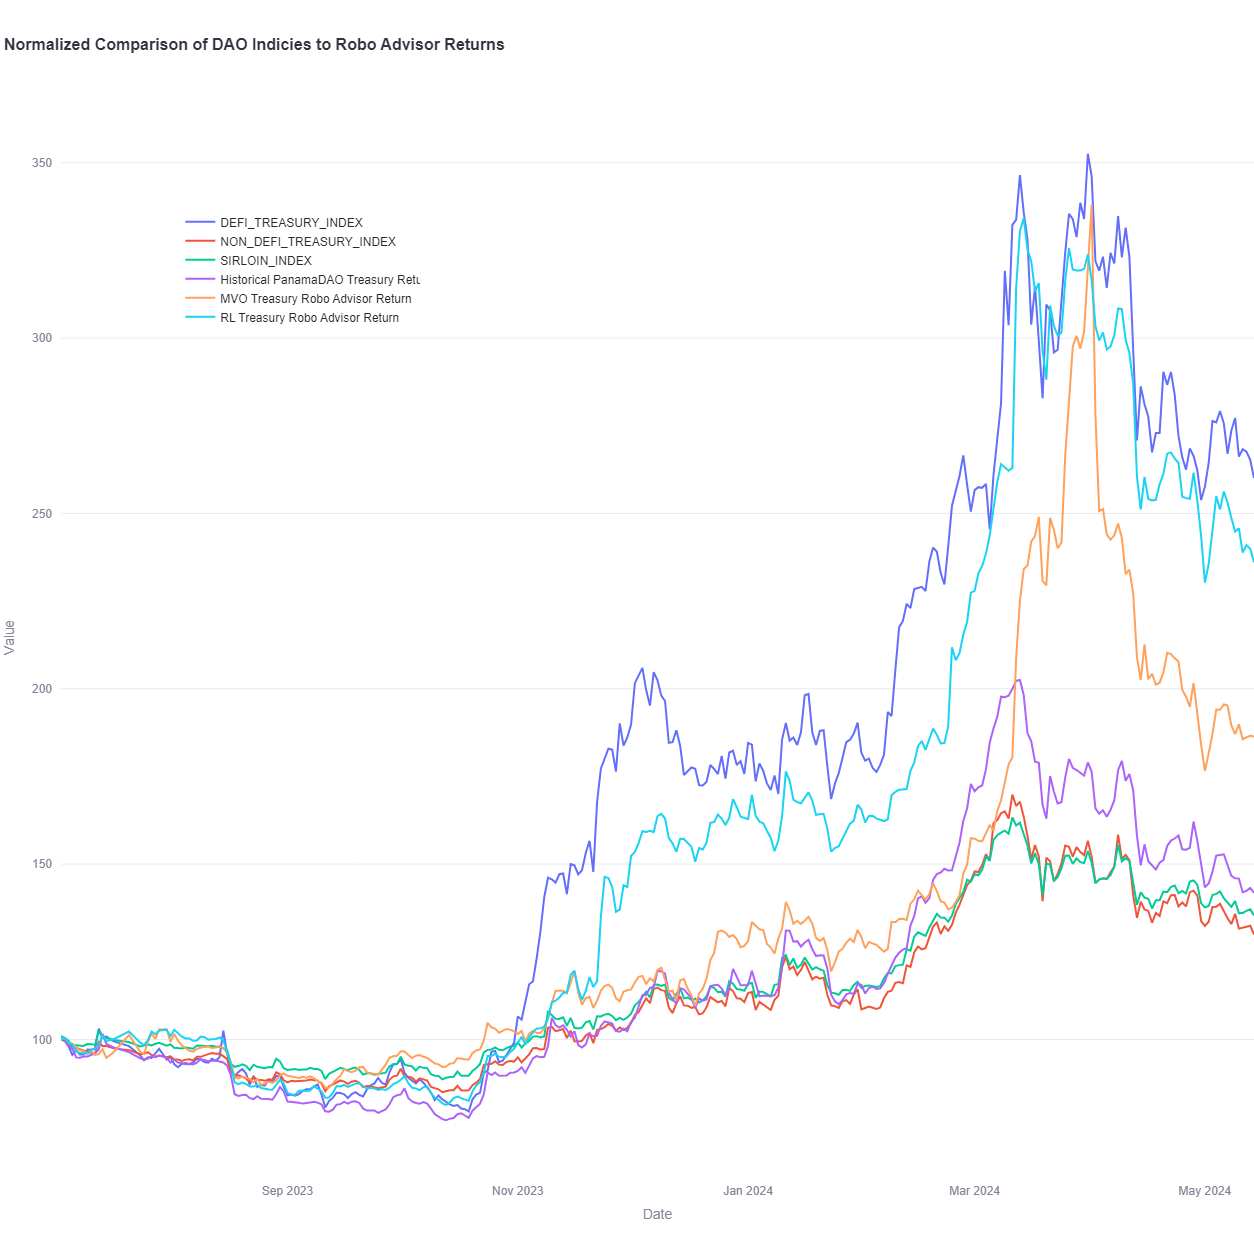 Normalized Comparison of DAO Indicies to Robo Advisor Returns
350
DEFI_TREASURY_INDEX
NON_DEFI_TREASURY_INDEX
SIRLOIN_INDEX
Historical PanamaDAO Treasury Retu
MVO Treasury Robo Advisor Return
RL Treasury Robo Advisor Return
300
250
Value
200
150
100
Sep 2023
Nov 2023
Jan 2024
Mar 2024
May 2024
Date